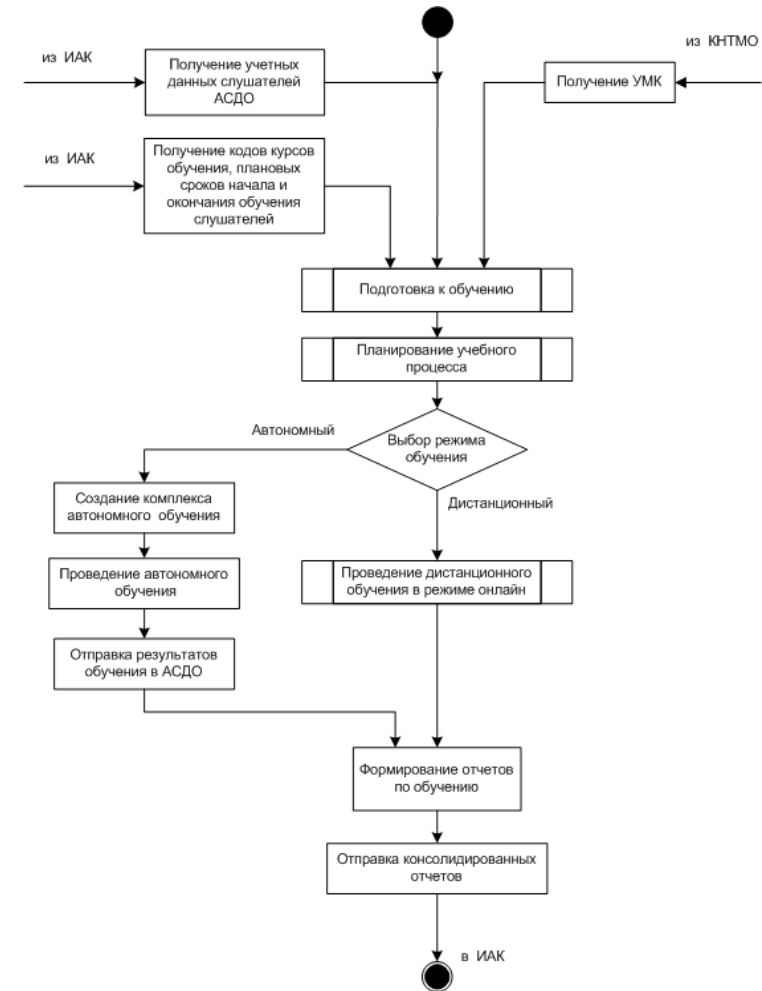 из ИАК
Получение учетных
данных слушателей
АСДО
из КНТМО
Получение УМК
из ИАК
Получение кодов курсов
обучения, плановых
сроков начала и
окончания обучения
слушателей
Подготовка к обучению
Планирование учебного
процесса
Автономный
Выбор режима
обучения
Дистанционный
Создание комплекса
автономного обучения
Проведение автономного
обучения
Проведение дистанционного
обучения в режиме онлайн
Отправка результатов
обучения в АСДО
Формирование отчетов
по обучению
Отправка консолидированных
отчетов
в ИАК